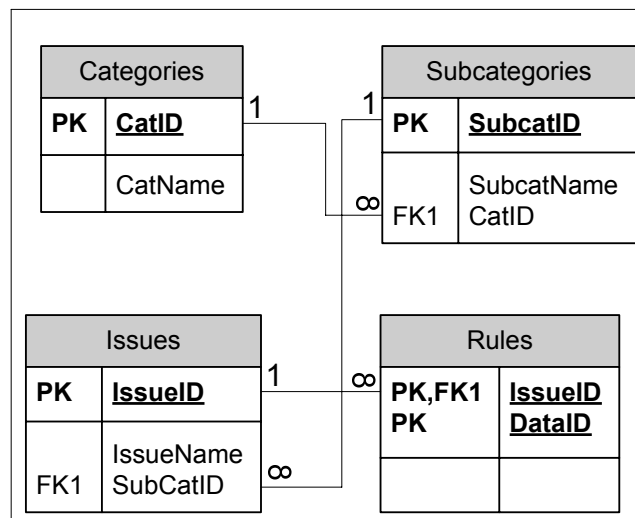 Categories
PK CatID
CatName
1
∞
Subcategories
1
PK SubcatID
SubcatName
FK1 CatID
Issues
PK IssueID
IssueName
FK1 SubCatID
1
∞
∞
Rules
PK,FK1 IssueID
PK DataID